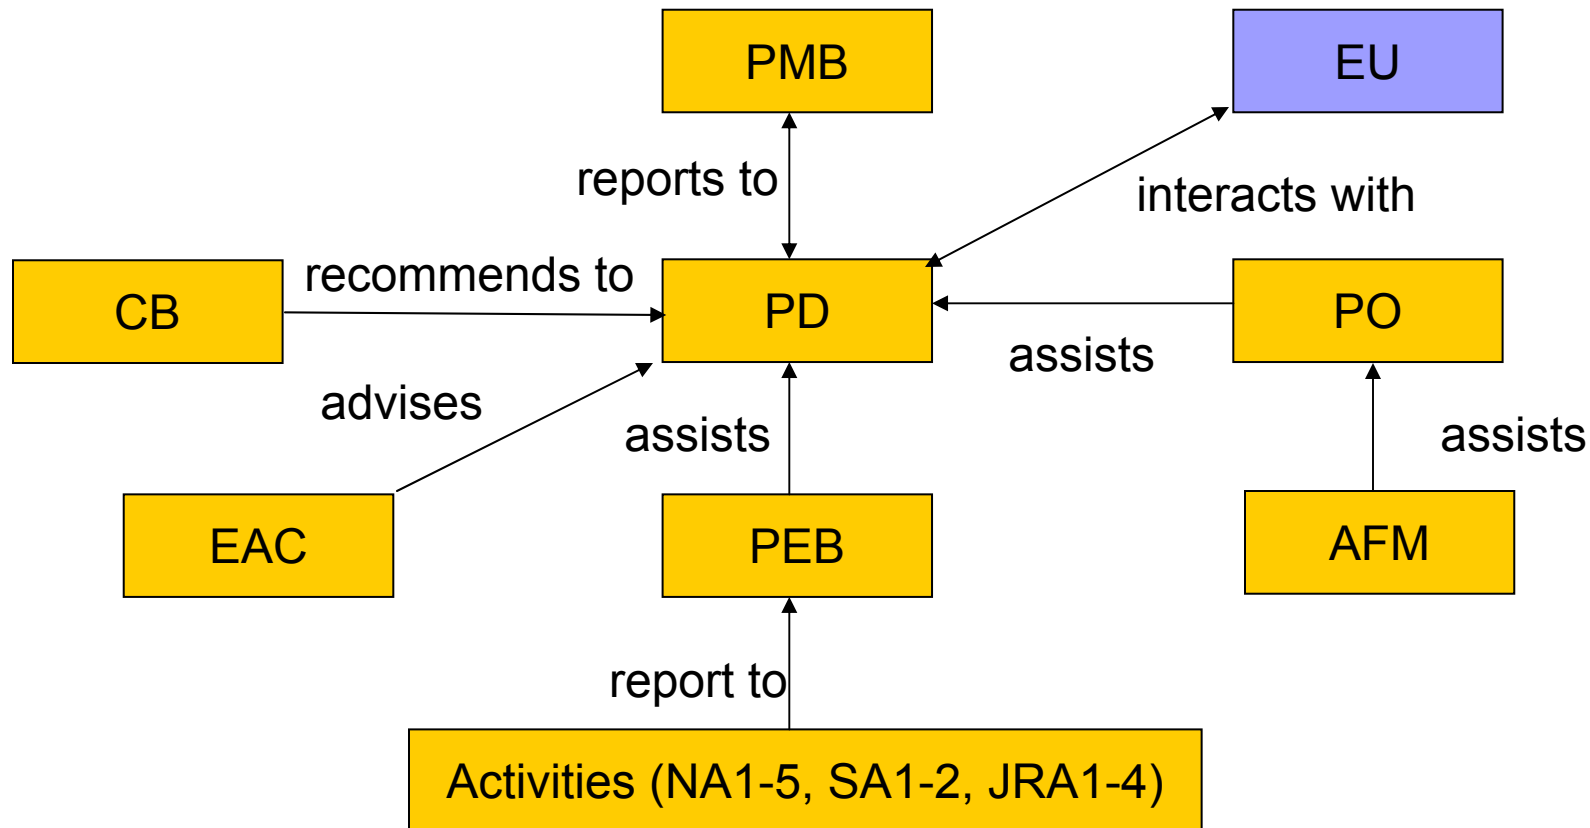 PMB
EU
reports to
interacts with
recommends to
CB
PD
PO
assists
advises
assists
assists
EAC
PEB
AFM
report to
Activities (NA1-5, SA1-2, JRA1-4)